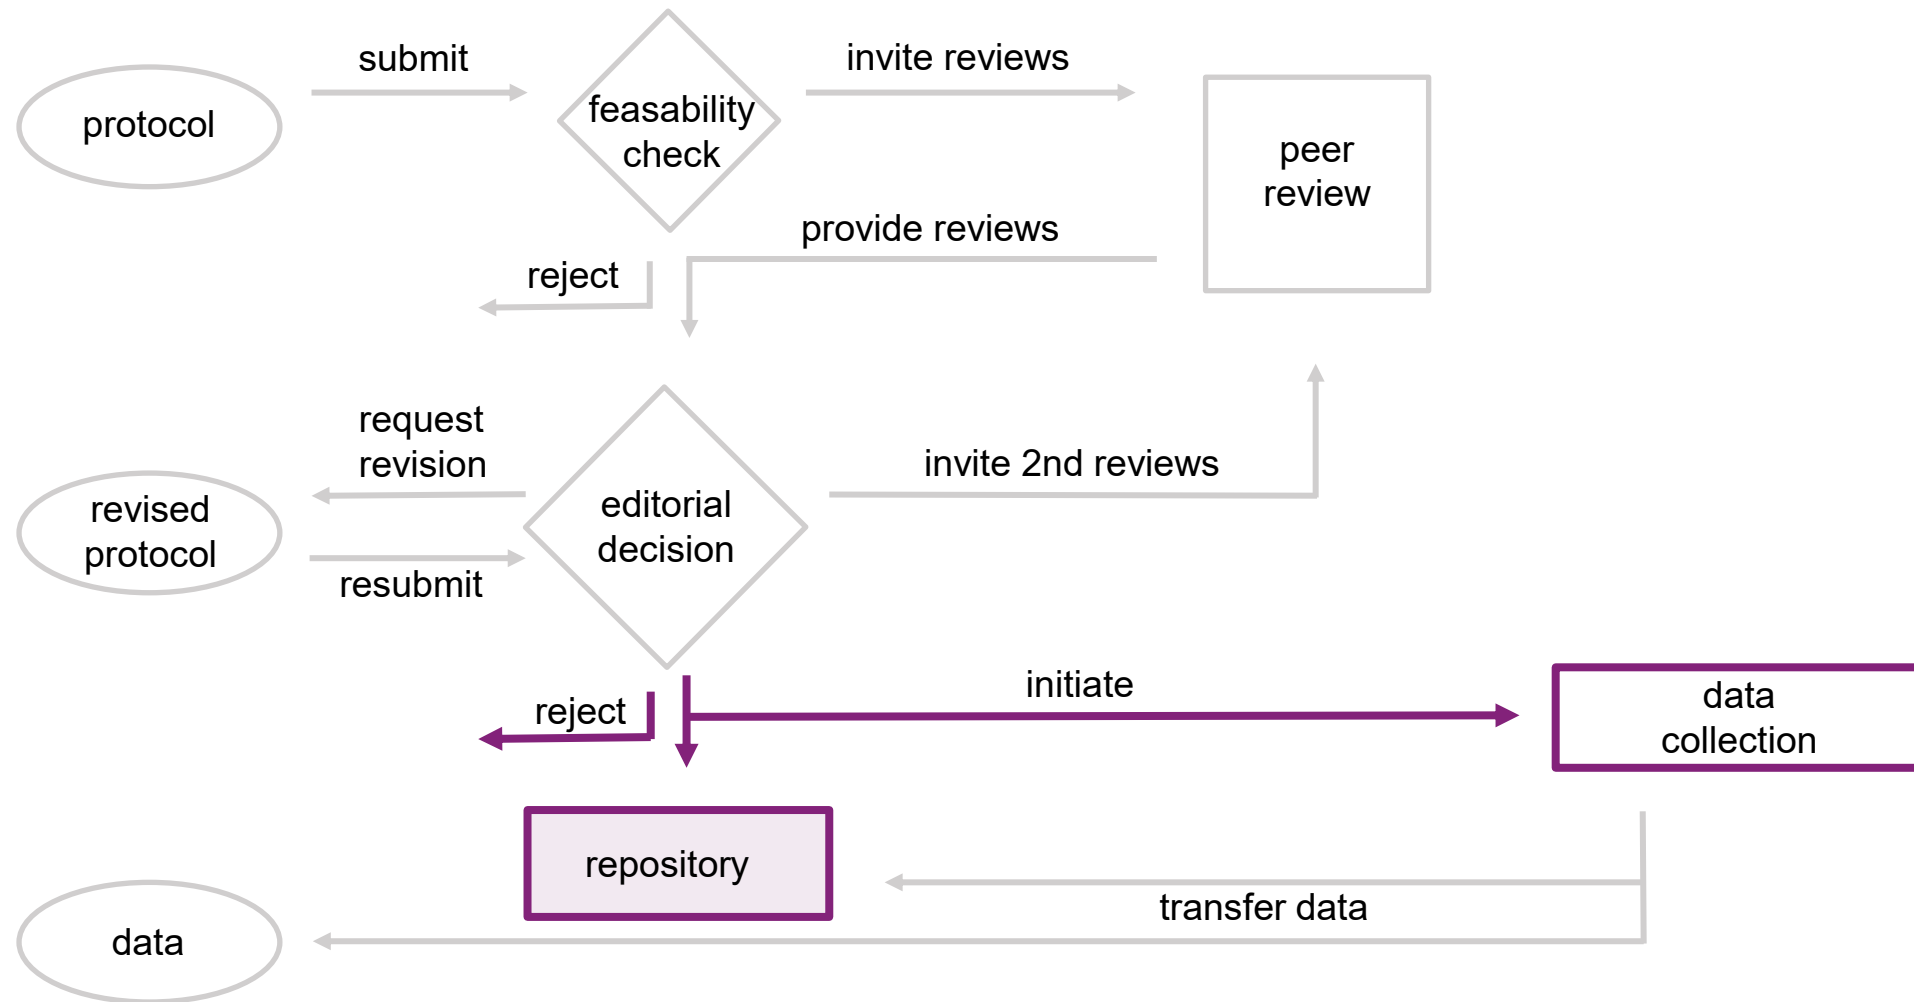 submit
invite reviews
protocol
feasability
check
peer
review
provide reviews
reject
request
revision
invite 2nd reviews
revised
protocol
editorial
decision
resubmit
initiate
reject
data
collection
repository
transfer data
data